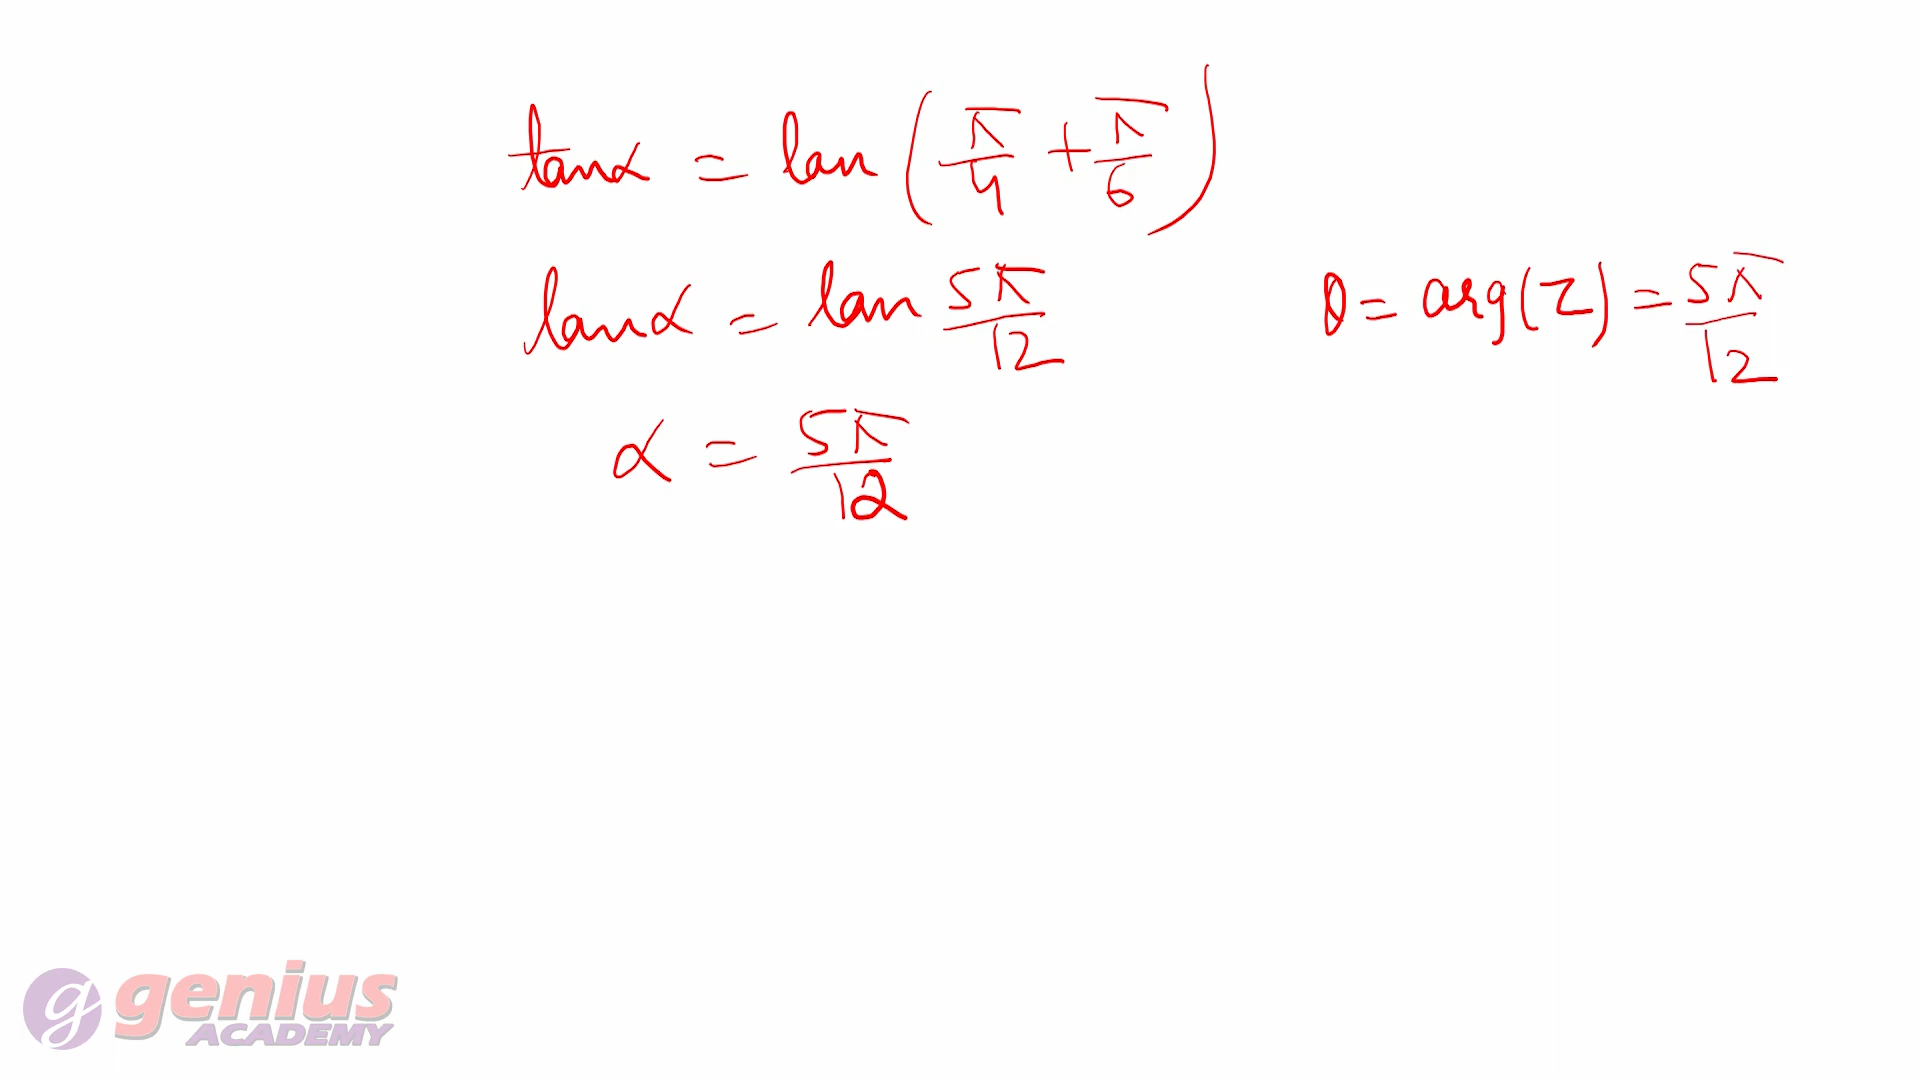 tanα = tan(π/4 + π/6)
tanα = tan 5π/12
θ = arg(z) = 5π/12
α = 5π/12
g genius
ACADEMY